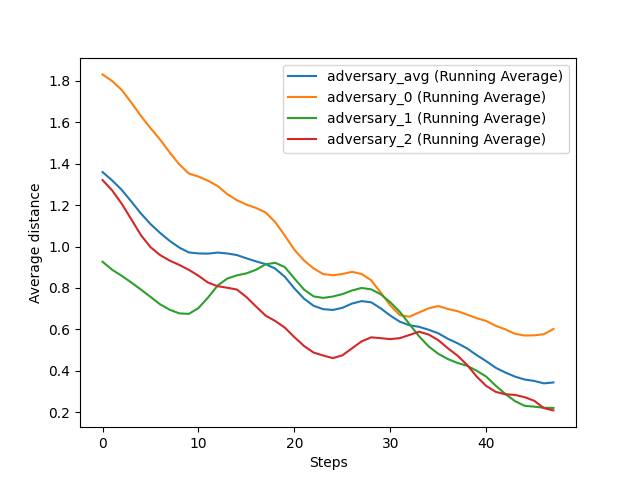 adversary_avg (Running Average)
adversary_0 (Running Average)
adversary_1 (Running Average)
adversary_2 (Running Average)
Average distance
1.8
1.6
1.4
1.2
1.0
0.8
0.6
0.4
0.2
0 10 20 30 40
Steps